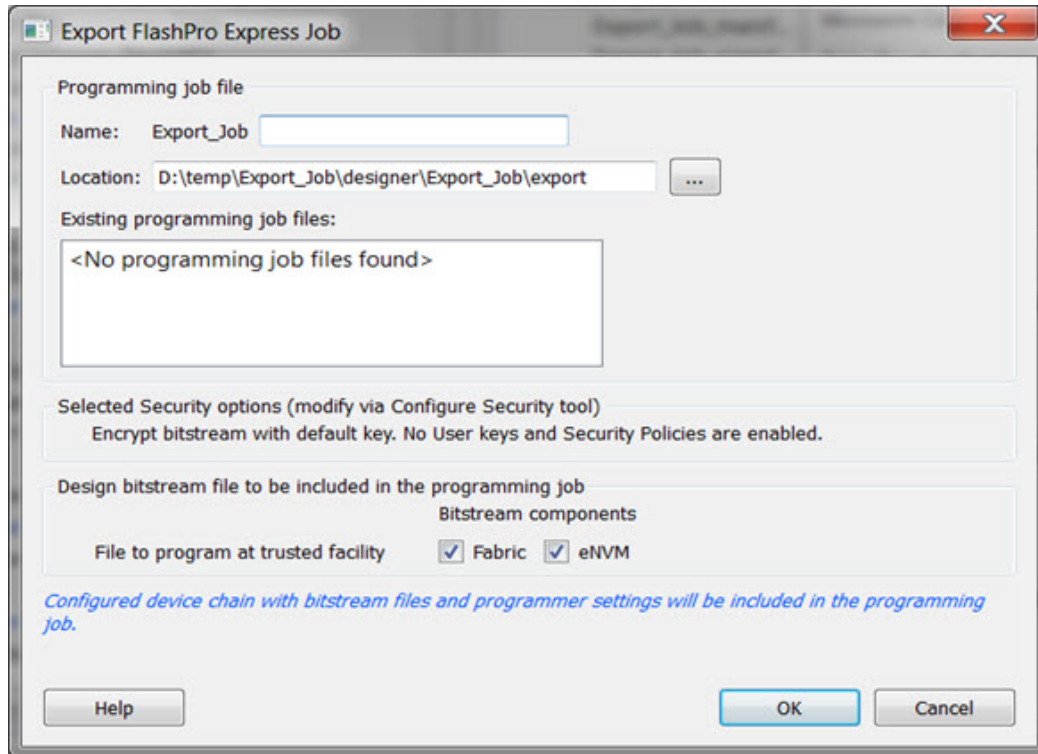 Export FlashPro Express Job
Programming job file
Name: Export_Job
Location: D:\temp\Export_Job\designer\Export_Job\export
...
Existing programming job files:
<No programming job files found>
Selected Security options (modify via Configure Security tool)
Encrypt bitstream with default key. No User keys and Security Policies are enabled.
Design bitstream file to be included in the programming job
Bitstream components
File to program at trusted facility Fabric eNVM
Configured device chain with bitstream files and programmer settings will be included in the programming
job.
Help OK Cancel